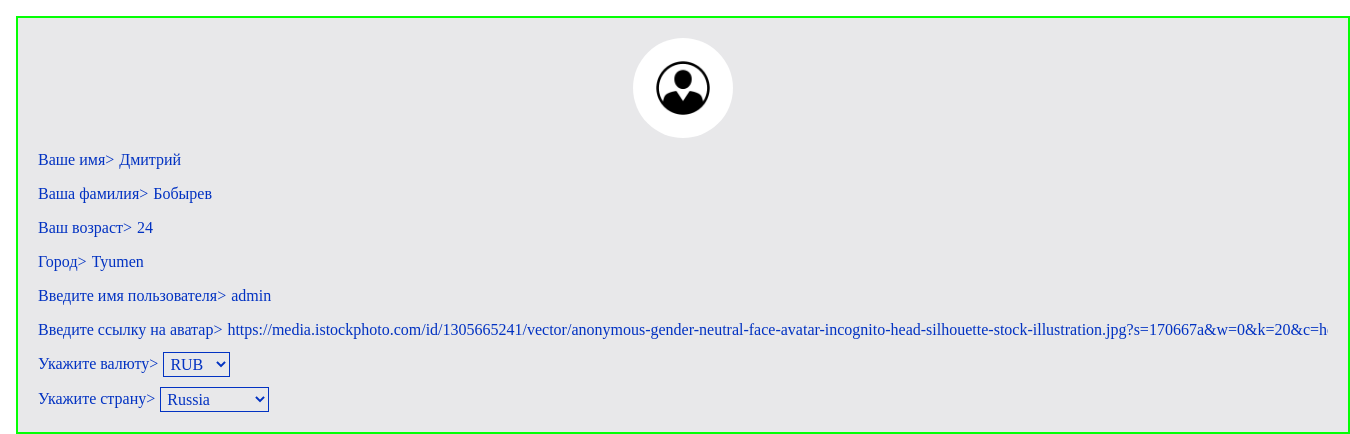 Ваше имя> Дмитрий
Ваша фамилия> Бобырев
Ваш возраст> 24
Город> Tyumen
Введите имя пользователя> admin
Введите ссылку на аватар> https://media.istockphoto.com/id/1305665241/vector/anonymous-gender-neutral-face-avatar-incognito-head-silhouette-stock-illustration.jpg?s=170667a&w=0&k=20&c=h
Укажите валюту> RUB
Укажите страну> Russia